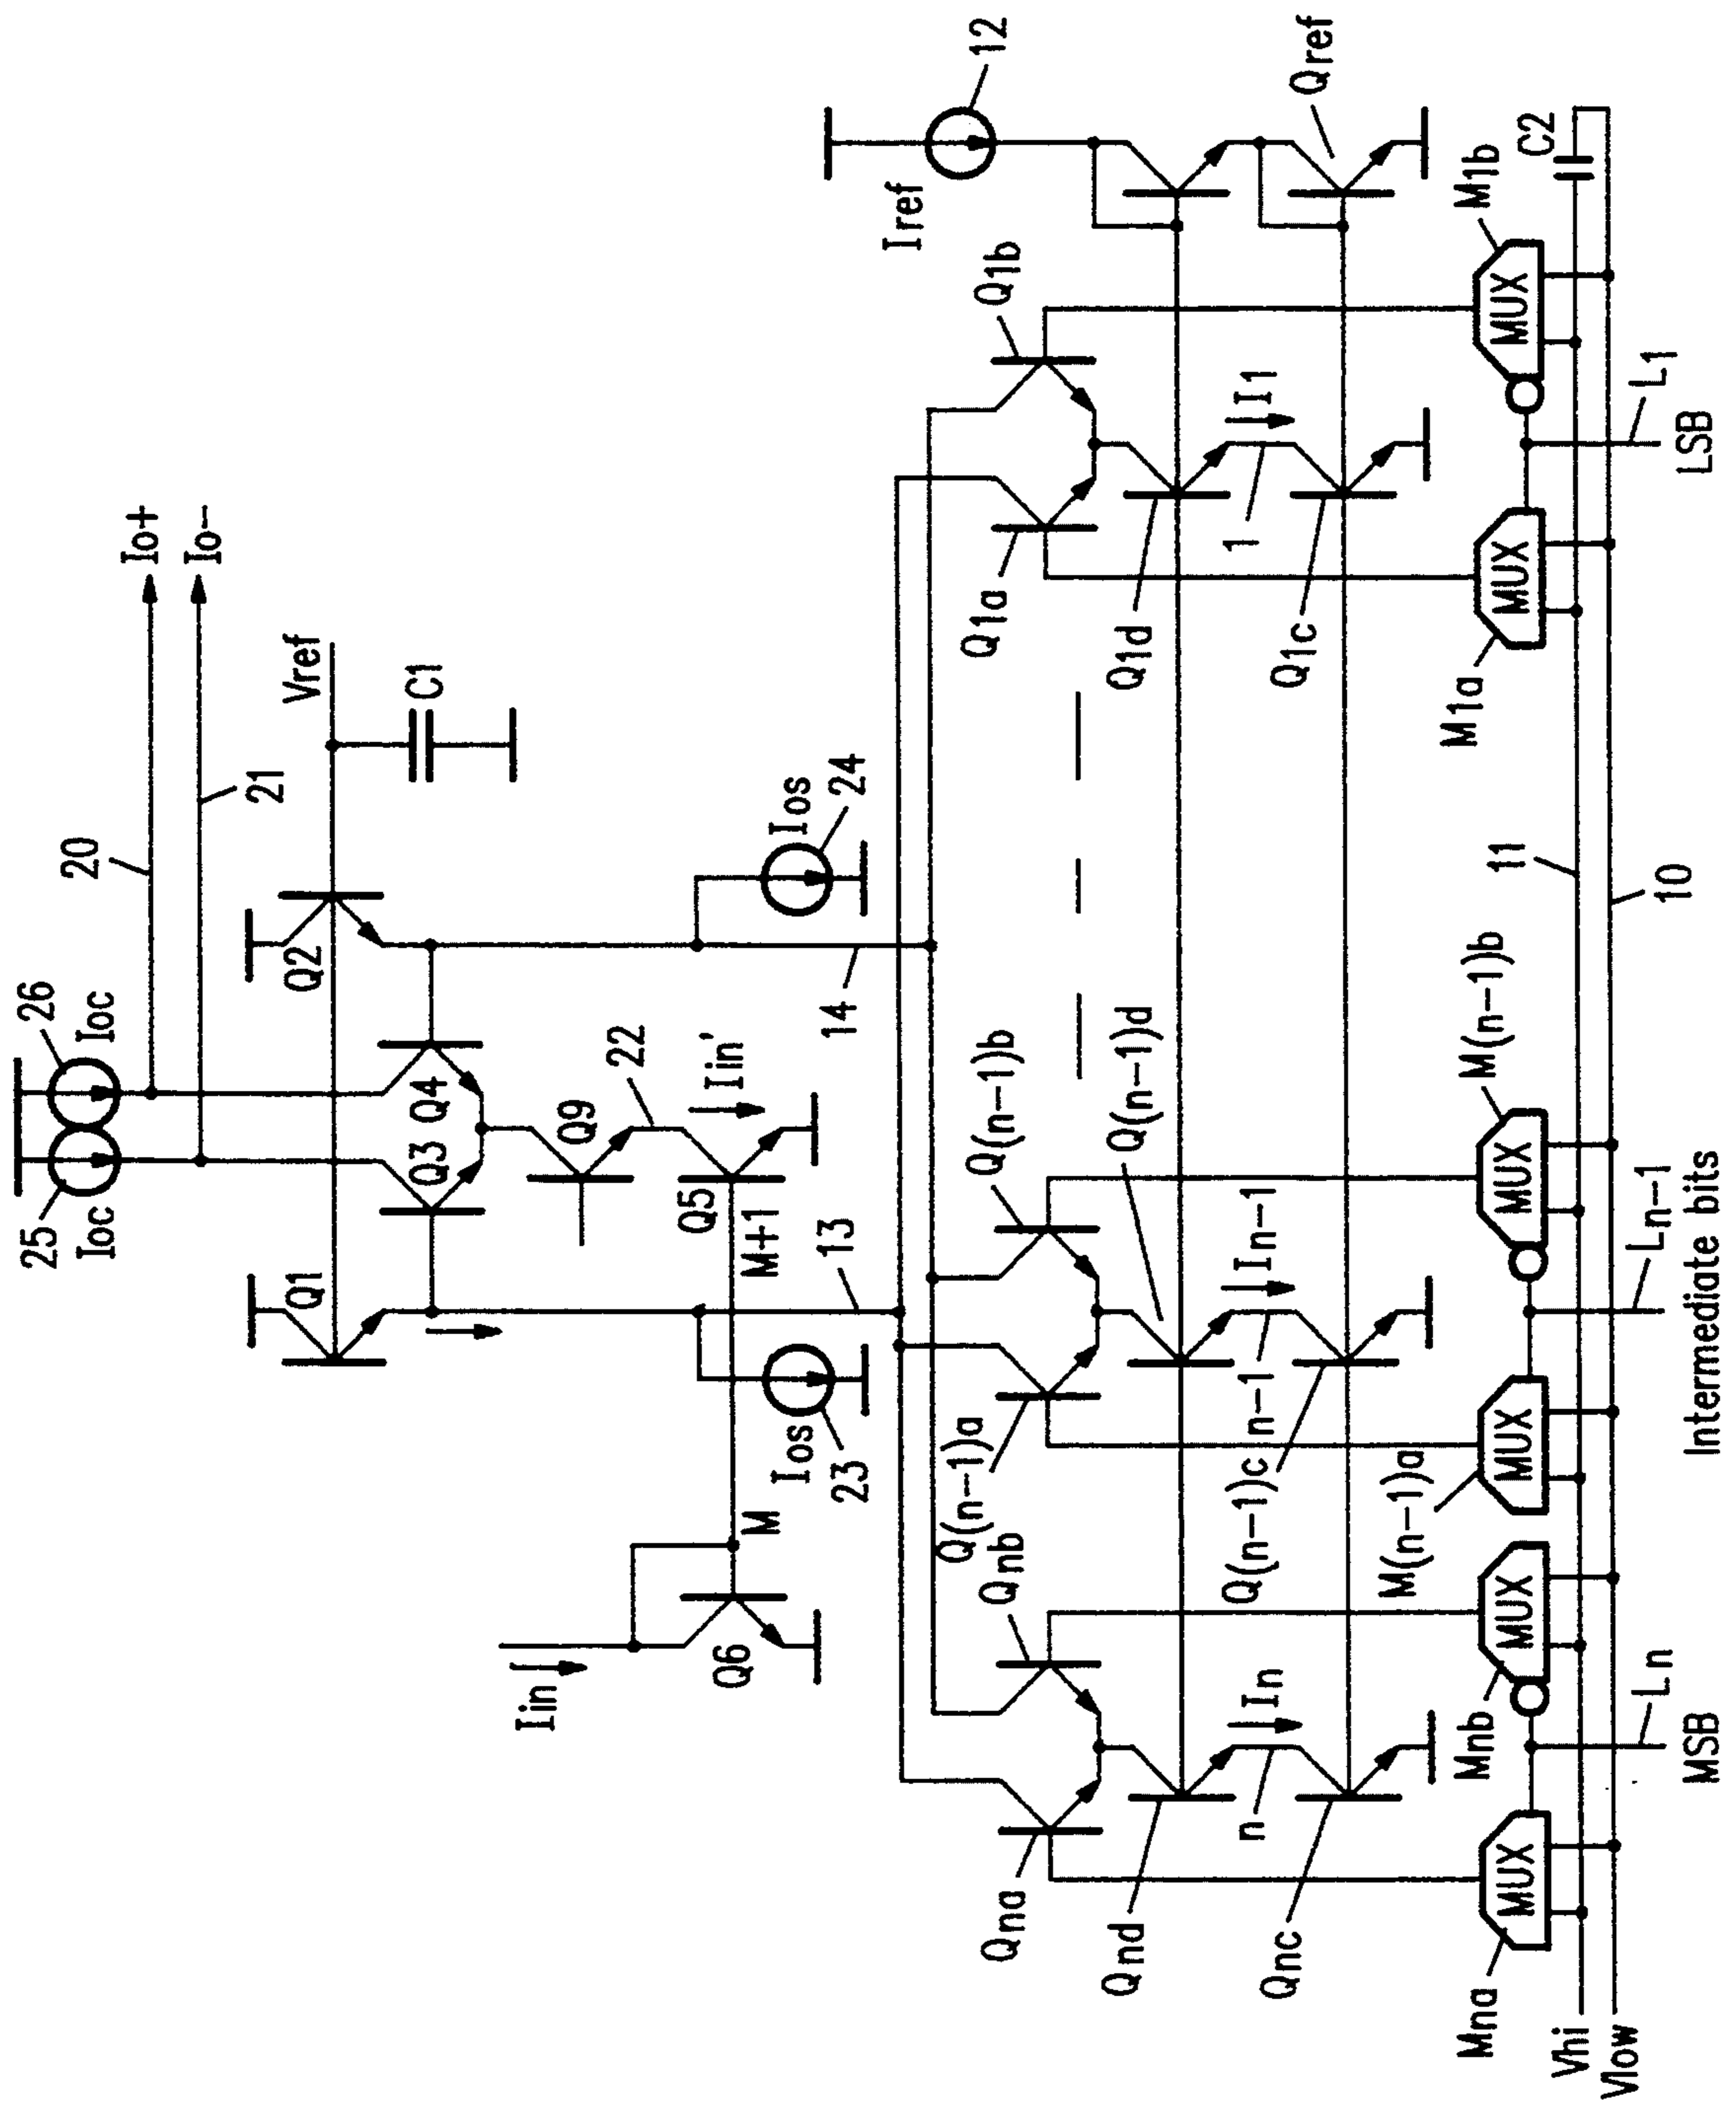 25
26
Ioc
Ioc
20
Io+
21
Io−
Q1
Q2
Vref
C1
Q3
Q4
Q9
22
Iin
Q6
M
M+1
Q5
Iin'
Ios
23
13
14
Ios
24
Iref
12
Qna
Qnb
Q(n−1)a
Q(n−1)b
Q1a
Q1b
Qnd
Q(n−1)d
Q1d
n
In
n−1
In−1
1
I1
Qnc
Q(n−1)c
Q1c
Qref
Mna
MUX
Mnb
MUX
M(n−1)a
MUX
M(n−1)b
MUX
M1a
MUX
M1b
MUX
C2
Vhi
Vlow
11
10
Ln
Ln−1
L1
MSB
Intermediate bits
LSB